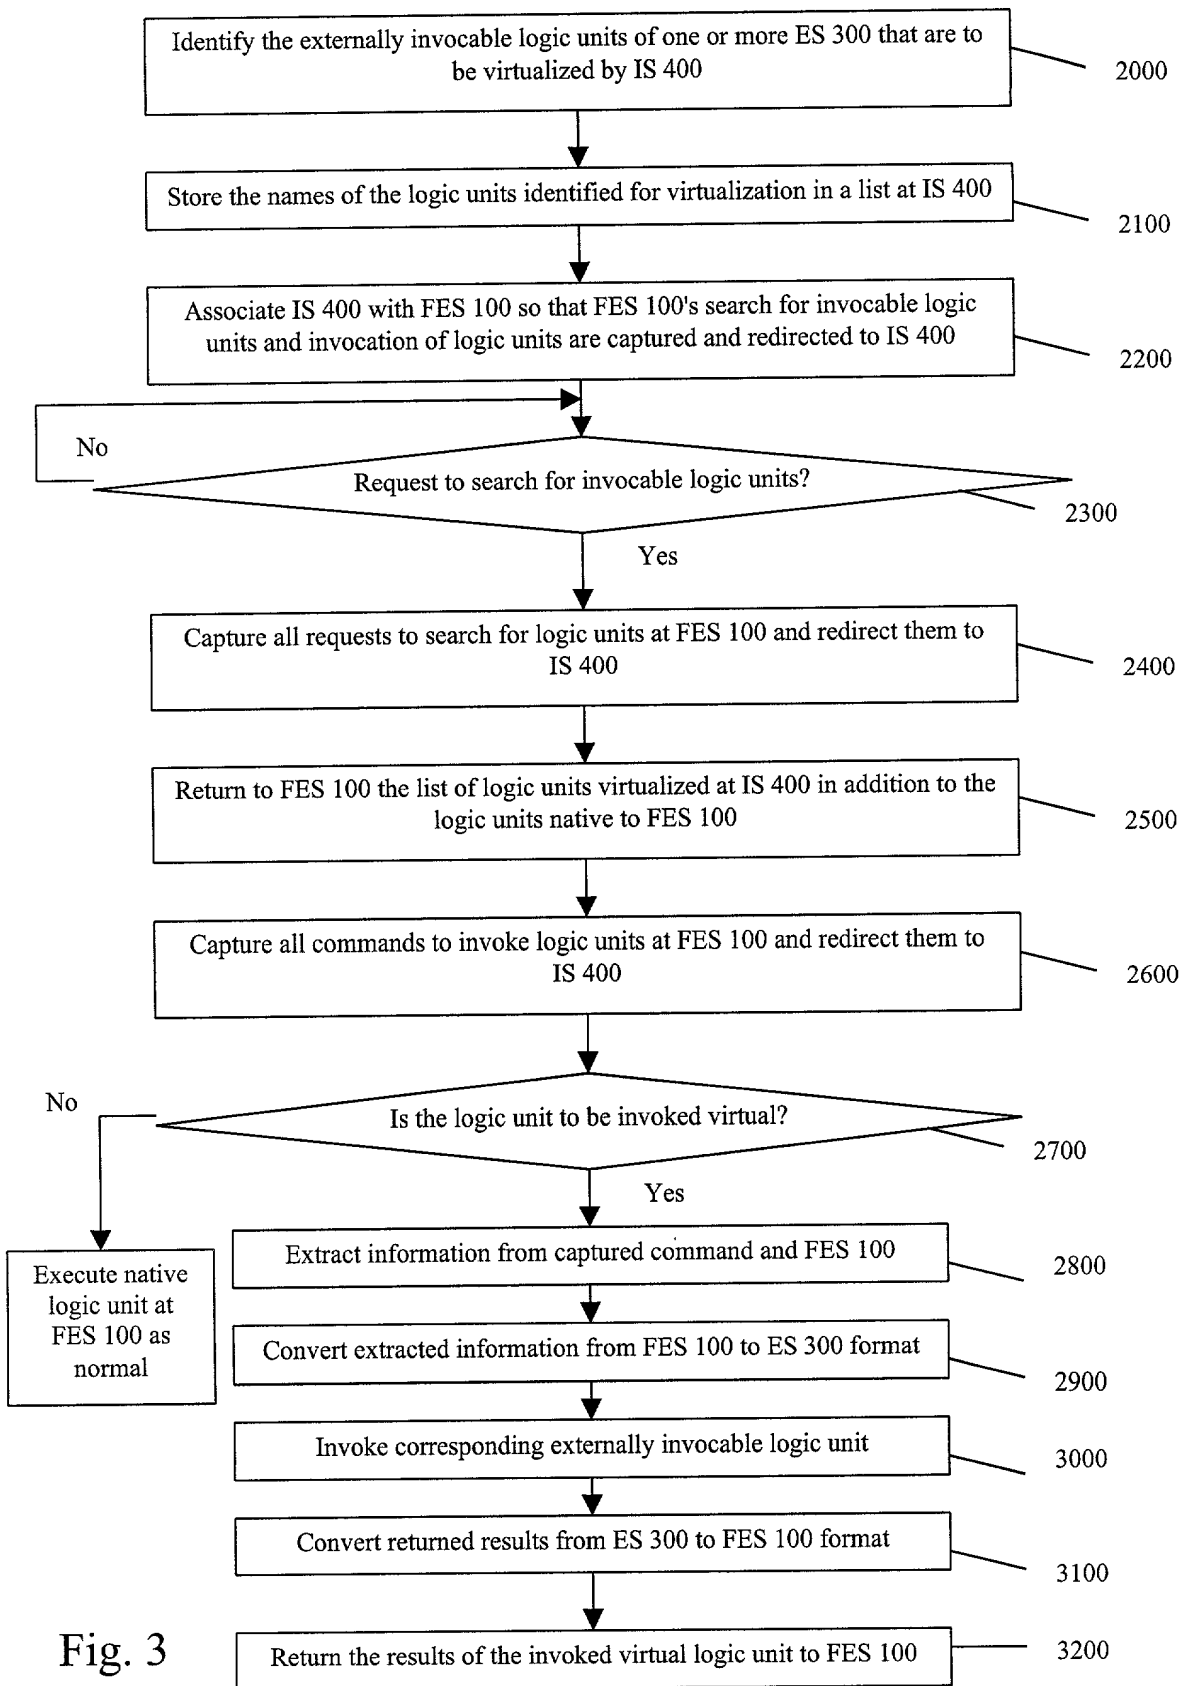 Identify the externally invocable logic units of one or more ES 300 that are to
be virtualized by IS 400
2000
Store the names of the logic units identified for virtualization in a list at IS 400
2100
Associate IS 400 with FES 100 so that FES 100's search for invocable logic
units and invocation of logic units are captured and redirected to IS 400
2200
No
Request to search for invocable logic units?
2300
Yes
Capture all requests to search for logic units at FES 100 and redirect them to
IS 400
2400
Return to FES 100 the list of logic units virtualized at IS 400 in addition to the
logic units native to FES 100
2500
Capture all commands to invoke logic units at FES 100 and redirect them to
IS 400
2600
No
Is the logic unit to be invoked virtual?
2700
Yes
Execute native
logic unit at
FES 100 as
normal
Extract information from captured command and FES 100
2800
Convert extracted information from FES 100 to ES 300 format
2900
Invoke corresponding externally invocable logic unit
3000
Convert returned results from ES 300 to FES 100 format
3100
Return the results of the invoked virtual logic unit to FES 100
3200
Fig. 3